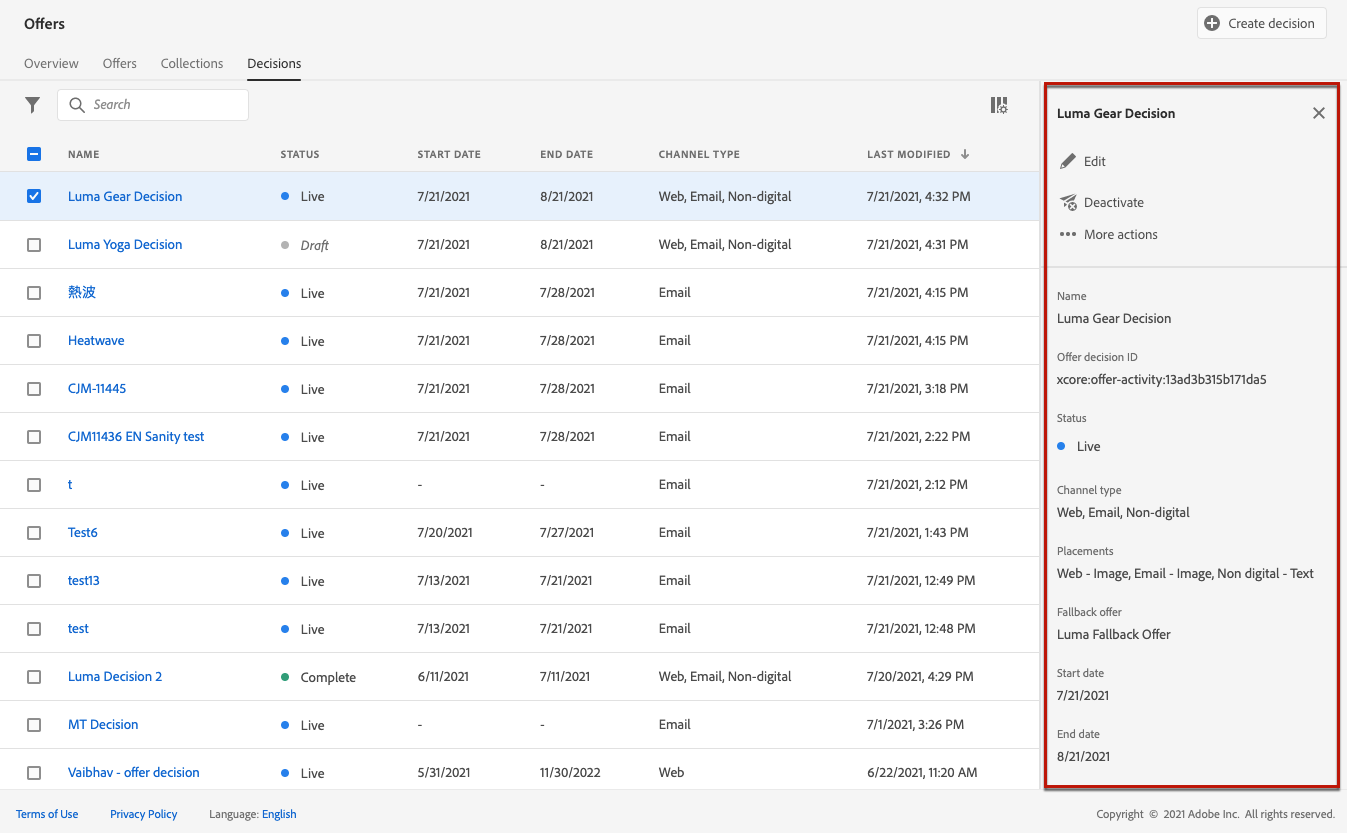 Offers
Create decision
Overview Offers Collections Decisions
Search
NAME STATUS START DATE END DATE CHANNEL TYPE LAST MODIFIED
Luma Gear Decision Live 7/21/2021 8/21/2021 Web, Email, Non-digital 7/21/2021, 4:32 PM
Luma Yoga Decision Draft 7/21/2021 8/21/2021 Web, Email, Non-digital 7/21/2021, 4:31 PM
熱波 Live 7/21/2021 7/28/2021 Email 7/21/2021, 4:15 PM
Heatwave Live 7/21/2021 7/28/2021 Email 7/21/2021, 4:15 PM
CJM-11445 Live 7/21/2021 7/28/2021 Email 7/21/2021, 3:18 PM
CJM11436 EN Sanity test Live 7/21/2021 7/28/2021 Email 7/21/2021, 2:22 PM
t Live - - Email 7/21/2021, 2:12 PM
Test6 Live 7/20/2021 7/27/2021 Email 7/21/2021, 1:43 PM
test13 Live 7/13/2021 7/21/2021 Email 7/21/2021, 12:49 PM
test Live 7/13/2021 7/21/2021 Email 7/21/2021, 12:48 PM
Luma Decision 2 Complete 6/11/2021 7/11/2021 Web, Email, Non-digital 7/20/2021, 4:29 PM
MT Decision Live - - Email 7/1/2021, 3:26 PM
Vaibhav - offer decision Live 5/31/2021 11/30/2022 Web 6/22/2021, 11:20 AM
Luma Gear Decision
Edit
Deactivate
More actions
Name
Luma Gear Decision
Offer decision ID
xcore:offer-activity:13ad3b315b171da5
Status
Live
Channel type
Web, Email, Non-digital
Placements
Web - Image, Email - Image, Non digital - Text
Fallback offer
Luma Fallback Offer
Start date
7/21/2021
End date
8/21/2021
Terms of Use Privacy Policy Language: English Copyright © 2021 Adobe Inc. All rights reserved.